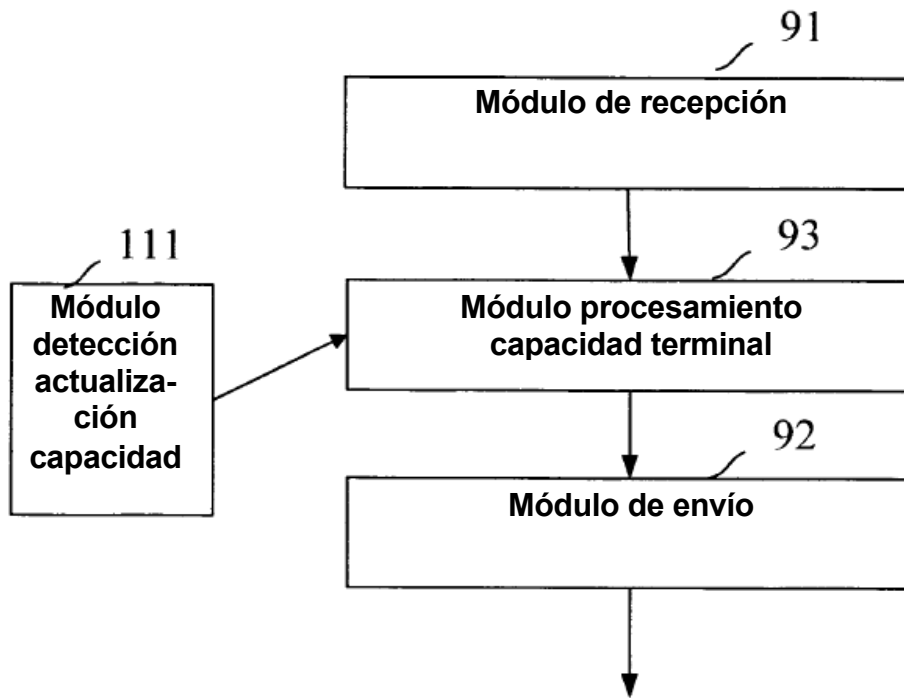 91
Módulo de recepción
93
Módulo procesamiento
capacidad terminal
111
Módulo
detección
actualiza-
ción
capacidad
92
Módulo de envío